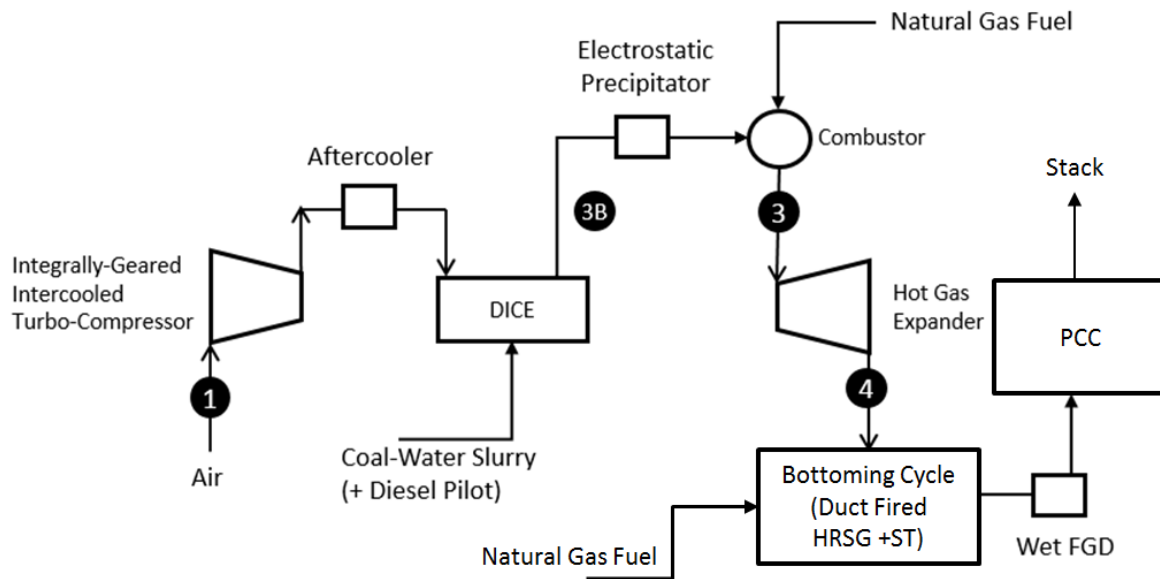 Natural Gas Fuel
Electrostatic
Precipitator
Combustor
Aftercooler
Stack
3B
3
Integrally-Geared
Intercooled
Turbo-Compressor
DICE
Hot Gas
Expander
PCC
1
4
Air
Coal-Water Slurry
(+ Diesel Pilot)
Bottoming Cycle
(Duct Fired
HRSG +ST)
Wet FGD
Natural Gas Fuel